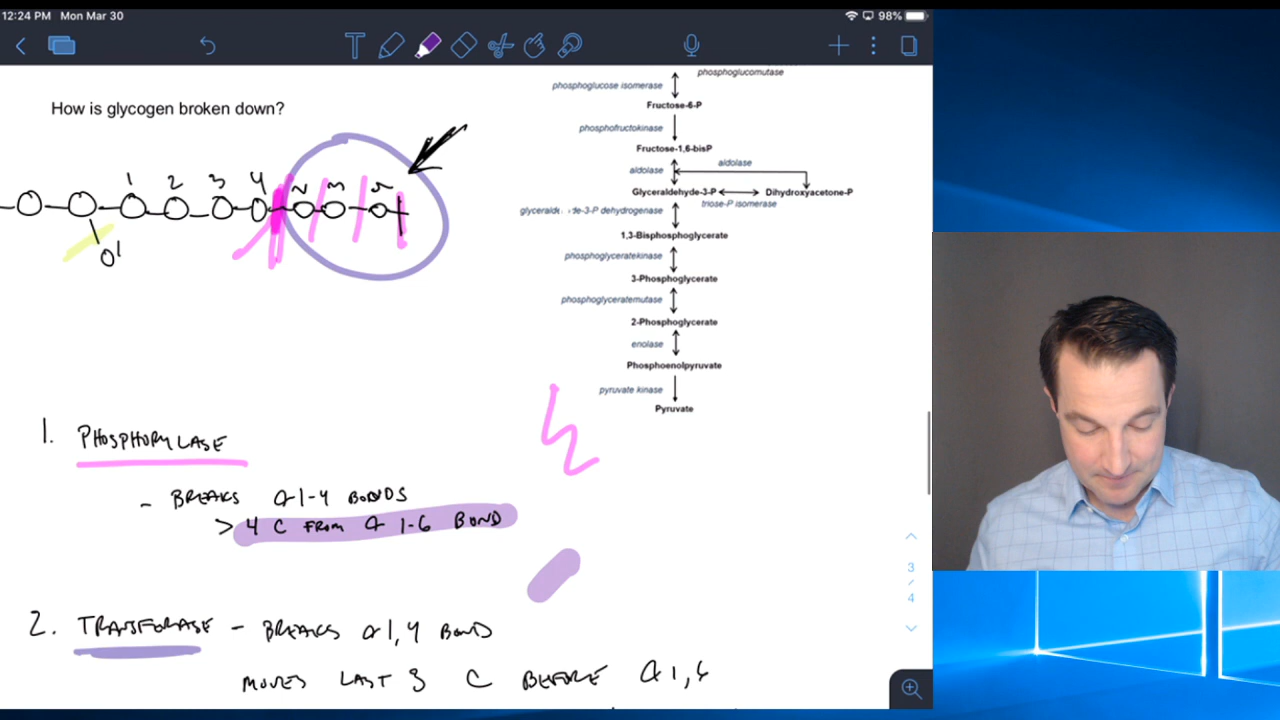 12:24 PM Mon Mar 30
98%
How is glycogen broken down?
1 2 3 4
phosphoglucomutase
phosphoglucose isomerase
Fructose-6-P
phosphofructokinase
Fructose-1,6-bisP
aldolase
aldolase
Glyceraldehyde-3-P
Dihydroxyacetone-P
triose-P isomerase
de-3-P dehydrogenase
1,3-Bisphosphoglycerate
phosphoglyceratekinase
3-Phosphoglycerate
phosphoglyceratemutase
2-Phosphoglycerate
enolase
Phosphoenolpyruvate
pyruvate kinase
Pyruvate
1. PHOSPHORYLASE
- BREAKS α1-4 BONDS
> 4 C FROM α 1-6 BOND
2. TRANSFERASE - BREAKS α1,4 BOND
MOVES LAST 3 C BEFORE α1,6
3
/
4